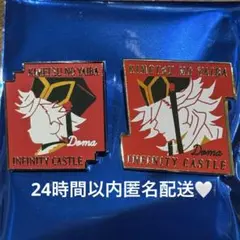 KIMETSU NO YAIBA
Doma
INFINITY CASTLE
KIMETSU NO YAIBA
Doma
INFINITY CASTLE
24時間以内匿名配送🤍